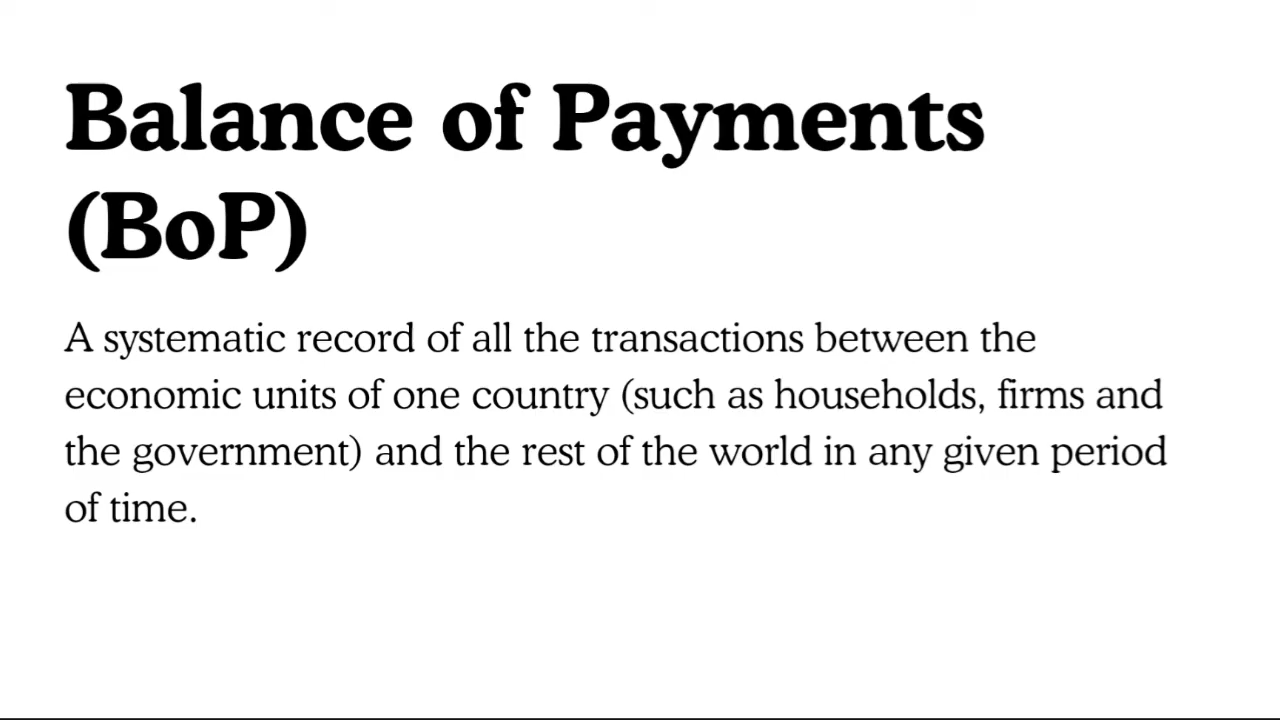 Balance of Payments
(BoP)
A systematic record of all the transactions between the
economic units of one country (such as households, firms and
the government) and the rest of the world in any given period
of time.